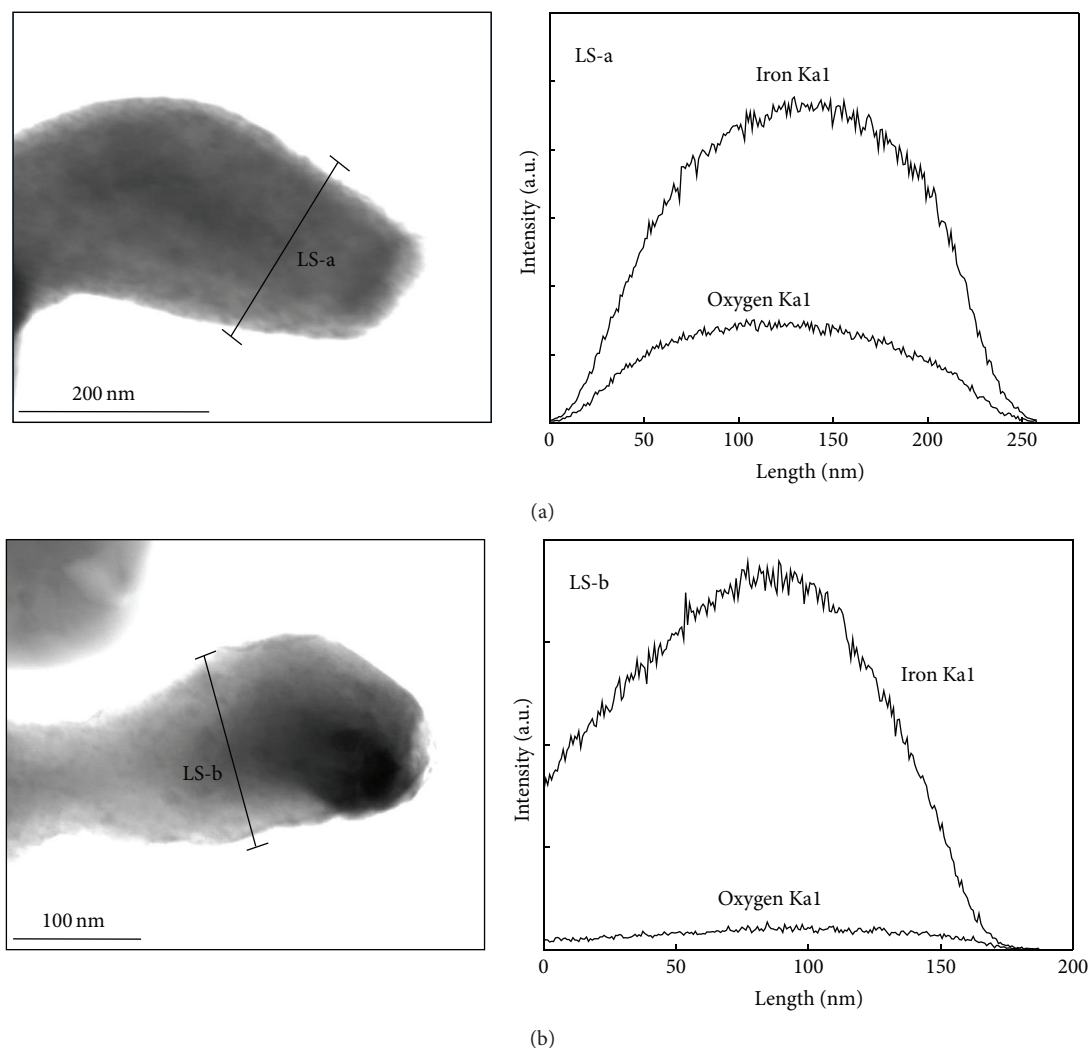 LS-a
200 nm
LS-a
Iron Ka1
Oxygen Ka1
Intensity (a.u.)
0 50 100 150 200 250
Length (nm)
(a)
LS-b
100 nm
LS-b
Iron Ka1
Oxygen Ka1
Intensity (a.u.)
0 50 100 150 200
Length (nm)
(b)